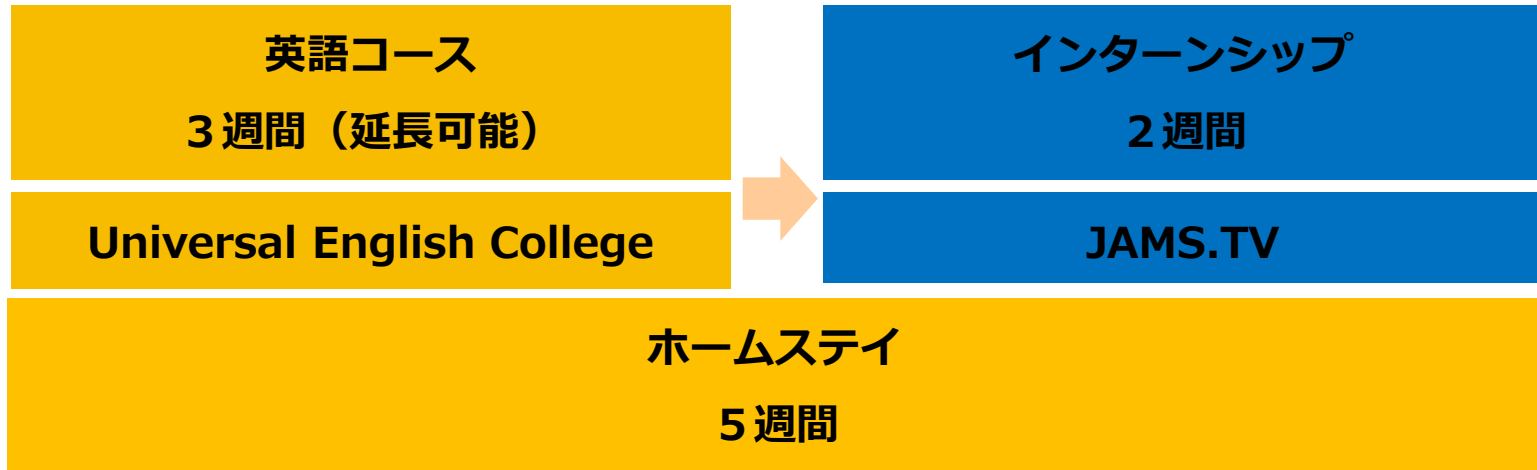 英語コース
3週間（延長可能）
Universal English College
インターンシップ
2週間
JAMS.TV
ホームステイ
5週間